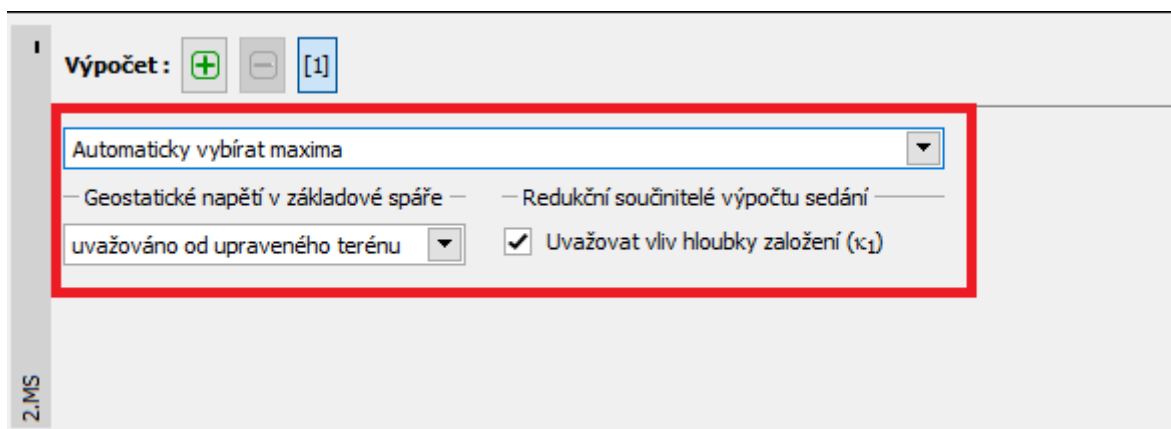 Výpočet :
[1]
Automaticky vybírat maxima
Geostatické napětí v základové spáře
Redukční součinitelé výpočtu sedání
uvažováno od upraveného terénu
Uvažovat vliv hloubky založení (κ₁)
2.MS